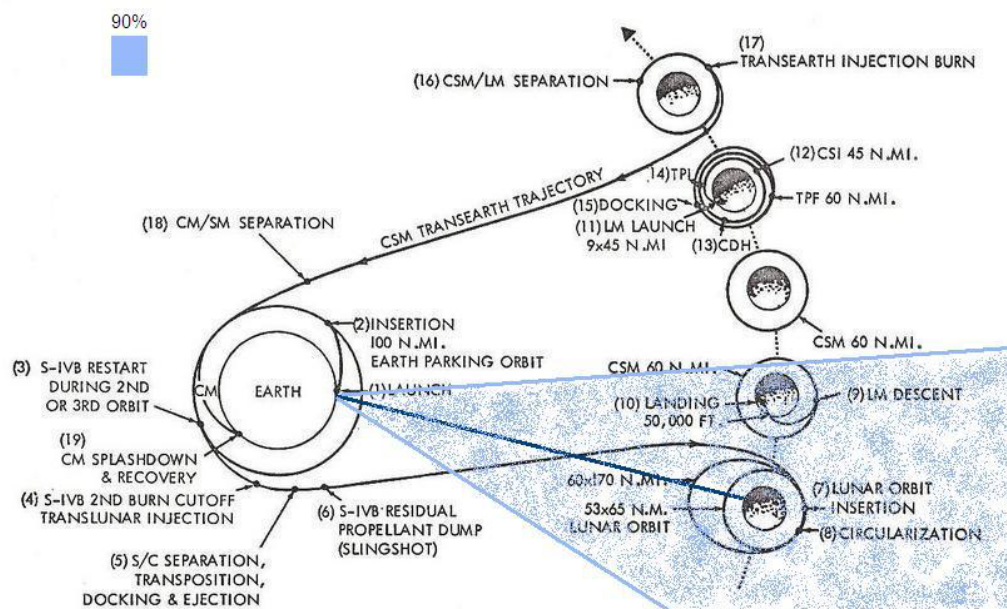 90%
(17)
TRANSEARTH INJECTION BURN
(16) CSM/LM SEPARATION
(12) CSI 45 N.MI.
14) TPI
TPF 60 N.MI.
(15) DOCKING
(11) LM LAUNCH
9x45 N.MI
(13) CDH
CSM TRANSEARTH TRAJECTORY
(18) CM/SM SEPARATION
CSM 60 N.MI.
(2) INSERTION
100 N.MI.
EARTH PARKING ORBIT
(3) S-IVB RESTART
DURING 2ND
OR 3RD ORBIT
CM
EARTH
(1) LAUNCH
CSM 60 N.MI.
(10) LANDING
50,000 FT.
(9) LM DESCENT
(19)
CM SPLASHDOWN
& RECOVERY
(4) S-IVB 2ND BURN CUTOFF
TRANSLUNAR INJECTION
(6) S-IVB RESIDUAL
PROPELLANT DUMP
(SLINGSHOT)
60x170 N.MI.
53x65 N.M.
LUNAR ORBIT
(7) LUNAR ORBIT
INSERTION
(8) CIRCULARIZATION
(5) S/C SEPARATION,
TRANSPOSITION,
DOCKING & EJECTION